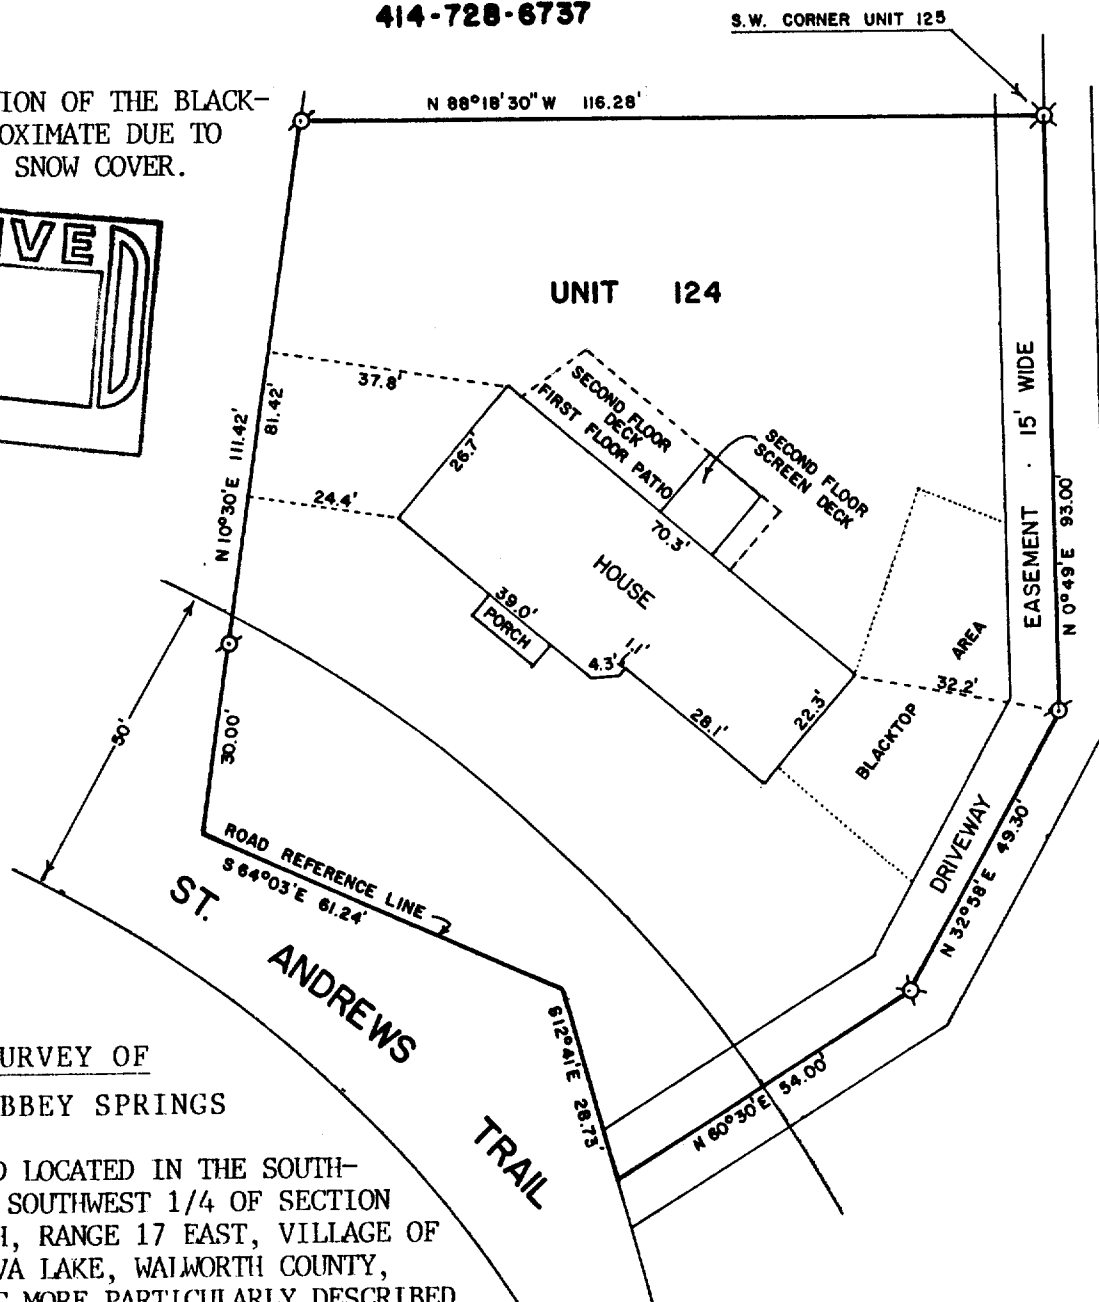 414-728-6737
S.W. CORNER UNIT 125
TION OF THE BLACK-
OXIMATE DUE TO
SNOW COVER.
IVED
N 88°18'30" W 116.28'
UNIT 124
37.8'
81.42'
N 10°30'E 111.42'
24.4'
26.7'
SECOND FLOOR
DECK
FIRST FLOOR PATIO
SECOND FLOOR
SCREEN DECK
70.3'
HOUSE
39.0'
PORCH
4.3'
1.1'
28.1'
22.3'
EASEMENT . 15' WIDE
N 0°49'E 93.00'
AREA
32.2'
BLACKTOP
DRIVEWAY
N 32°58'E 49.30'
50'
30.00'
ROAD REFERENCE LINE
S 64°03'E 61.24'
ST. ANDREWS TRAIL
S12°41'E 28.73'
N 60°30'E 54.00'
URVEY OF
BBEY SPRINGS
D LOCATED IN THE SOUTH-
SOUTHWEST 1/4 OF SECTION
H, RANGE 17 EAST, VILLAGE OF
VA LAKE, WALWORTH COUNTY,
MORE PARTICULARLY DESCRIBED